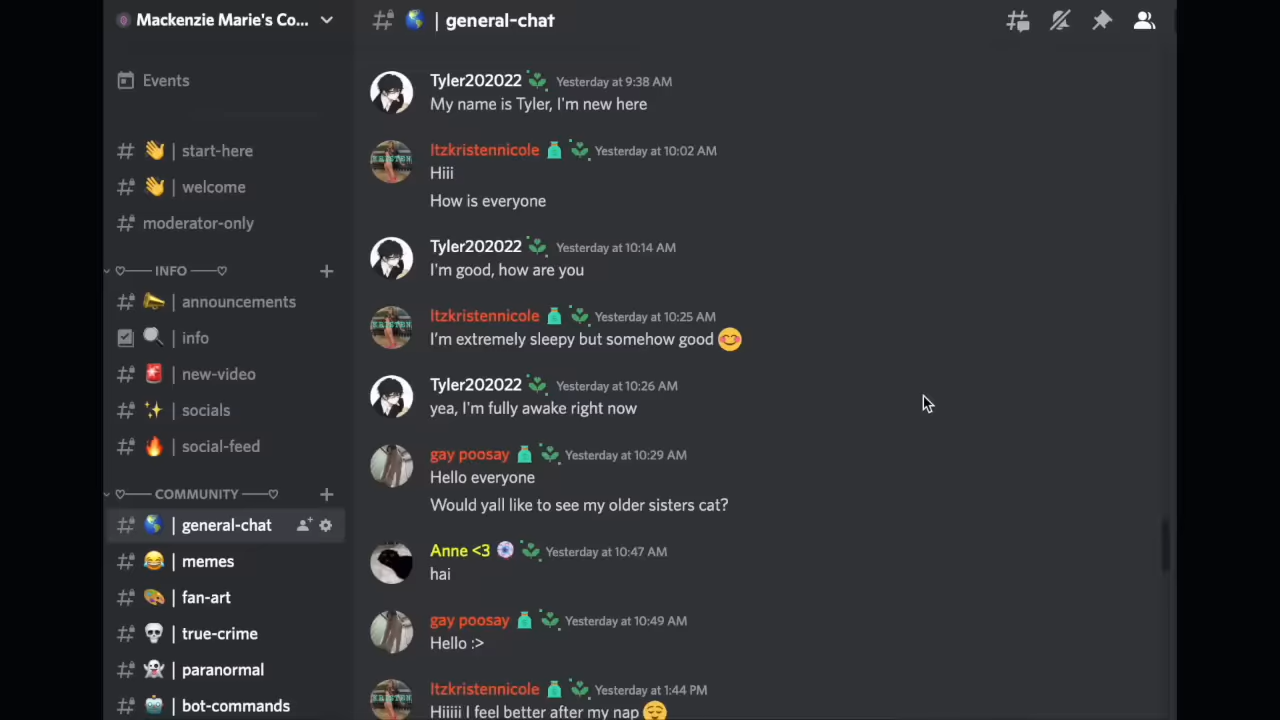 Mackenzie Marie's Co...
Events
| start-here
| welcome
moderator-only
INFO
| announcements
| info
| new-video
| socials
| social-feed
COMMUNITY
| general-chat
| memes
| fan-art
| true-crime
| paranormal
| bot-commands
| general-chat
Tyler202022 Yesterday at 9:38 AM
My name is Tyler, I'm new here
Itzkristennicole Yesterday at 10:02 AM
Hiii
How is everyone
Tyler202022 Yesterday at 10:14 AM
I'm good, how are you
Itzkristennicole Yesterday at 10:25 AM
I'm extremely sleepy but somehow good 😊
Tyler202022 Yesterday at 10:26 AM
yea, I'm fully awake right now
gay poosay Yesterday at 10:29 AM
Hello everyone
Would yall like to see my older sisters cat?
Anne <3 Yesterday at 10:47 AM
hai
gay poosay Yesterday at 10:49 AM
Hello :>
Itzkristennicole Yesterday at 1:44 PM
Hiiiii I feel better after my nap 😌